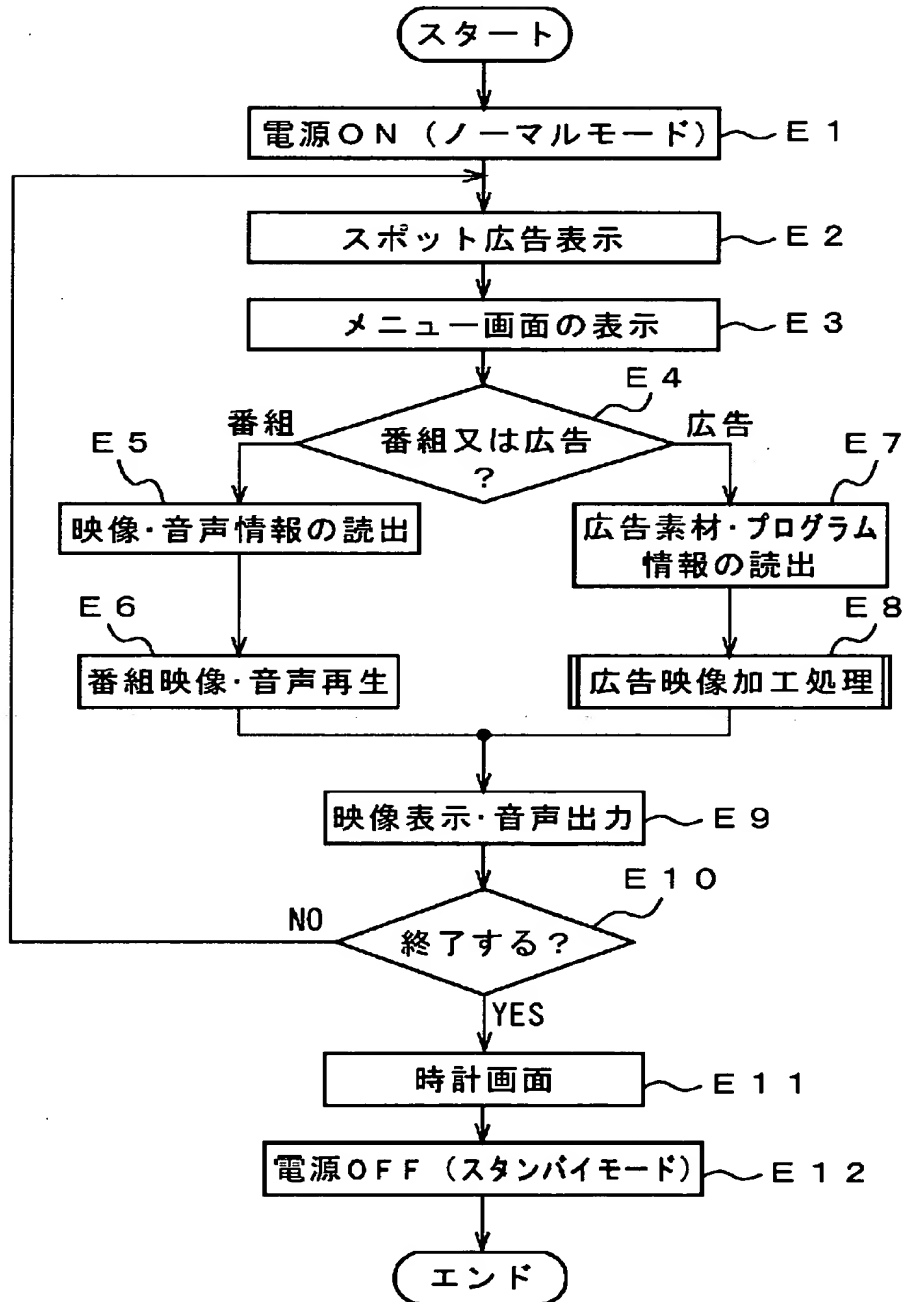 スタート
電源ON（ノーマルモード）
E1
スポット広告表示
E2
メニュー画面の表示
E3
E4
番組
番組又は広告
?
広告
E5
映像・音声情報の読出
E7
広告素材・プログラム
情報の読出
E6
番組映像・音声再生
E8
広告映像加工処理
映像表示・音声出力
E9
E10
NO
終了する?
YES
時計画面
E11
電源OFF（スタンバイモード）
E12
エンド